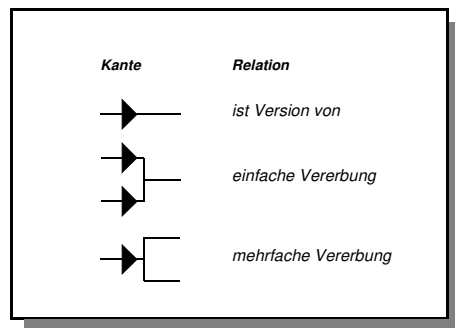 Kante Relation
ist Version von
einfache Vererbung
mehrfache Vererbung